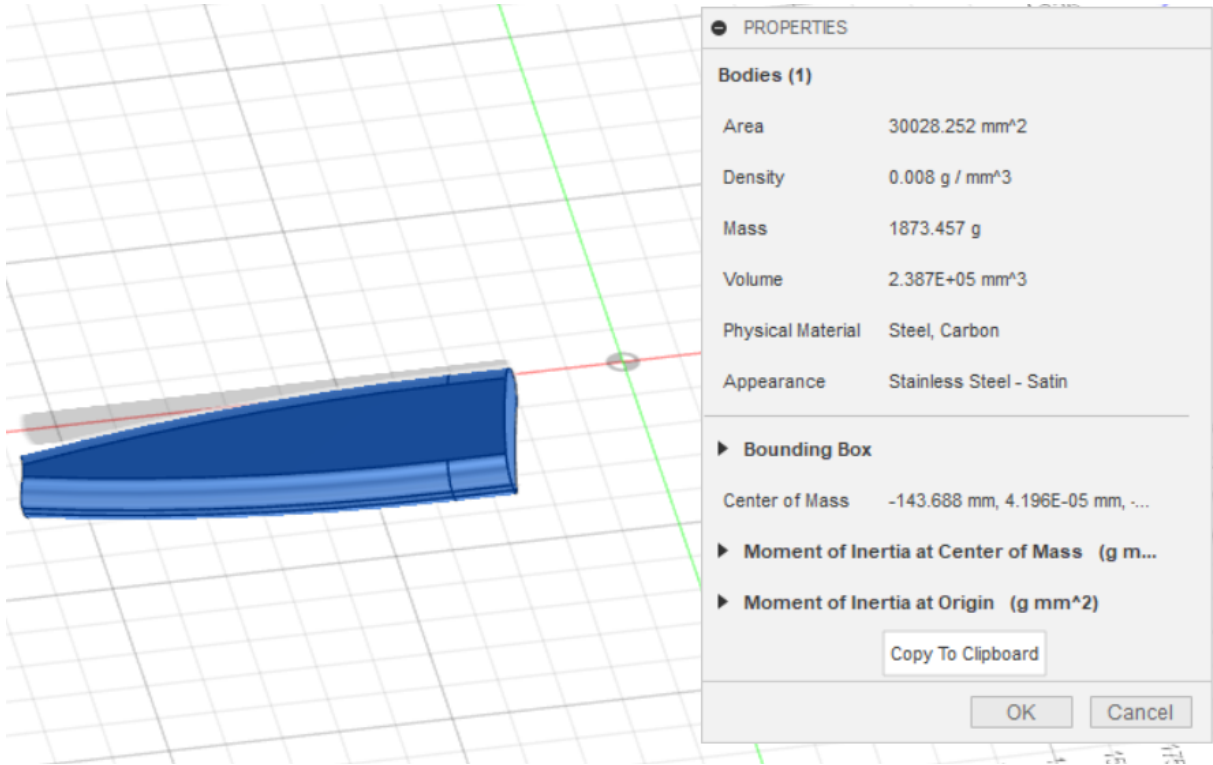 PROPERTIES
Bodies (1)
Area 30028.252 mm^2
Density 0.008 g / mm^3
Mass 1873.457 g
Volume 2.387E+05 mm^3
Physical Material Steel, Carbon
Appearance Stainless Steel - Satin
Bounding Box
Center of Mass -143.688 mm, 4.196E-05 mm, -...
Moment of Inertia at Center of Mass (g m...
Moment of Inertia at Origin (g mm^2)
Copy To Clipboard
OK Cancel